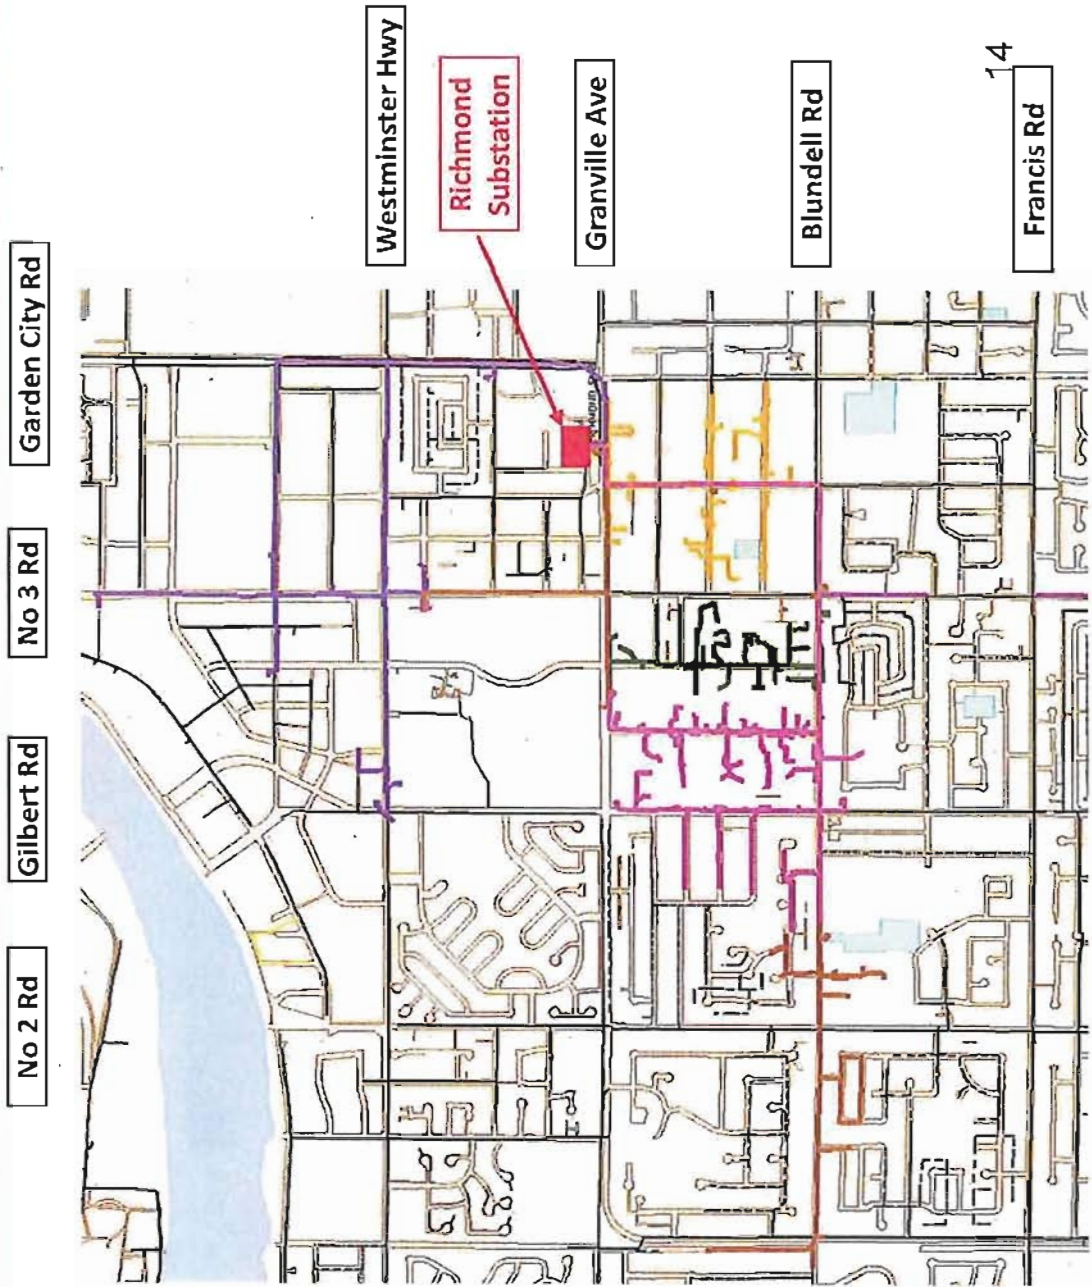 Garden City Rd
No 3 Rd
Gilbert Rd
No 2 Rd
Westminster Hwy
Richmond
Substation
Granville Ave
Blundell Rd
14
Francis Rd